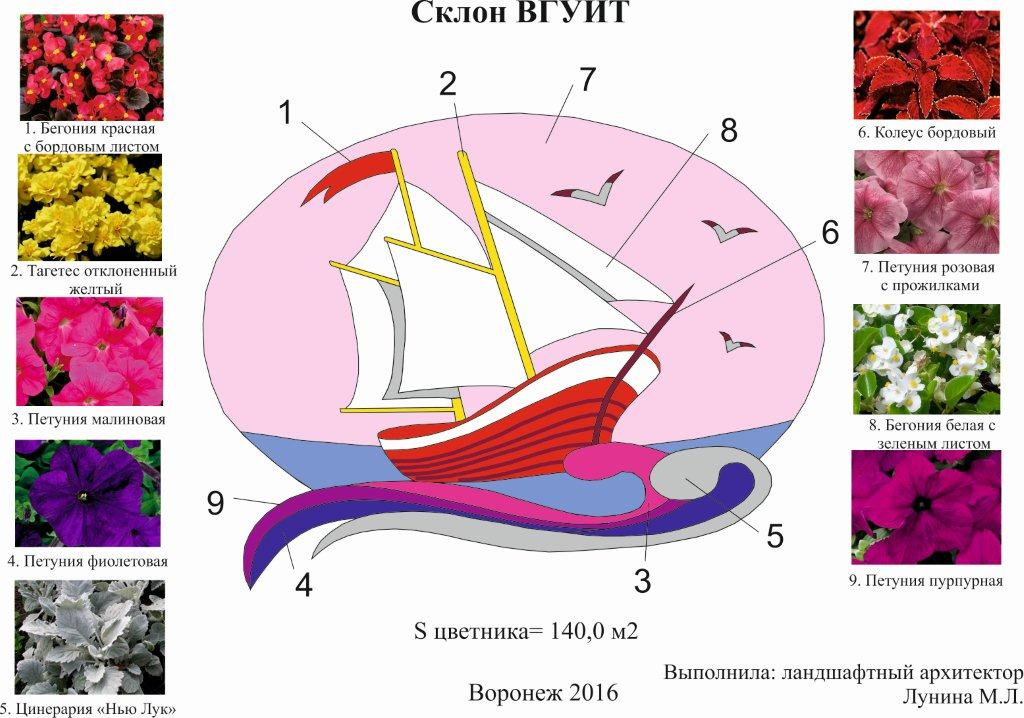 Склон ВГУИТ
1. Бегония красная
с бордовым листом
2. Тагетес отклоненный
желтый
3. Петуния малиновая
4. Петуния фиолетовая
5. Цинерария «Нью Лук»
1
2
7
8
6
9
4
3
5
6. Колеус бордовый
7. Петуния розовая
с прожилками
8. Бегония белая с
зеленым листом
9. Петуния пурпурная
S цветника= 140,0 м2
Выполнила: ландшафтный архитектор
Лунина М.Л.
Воронеж 2016